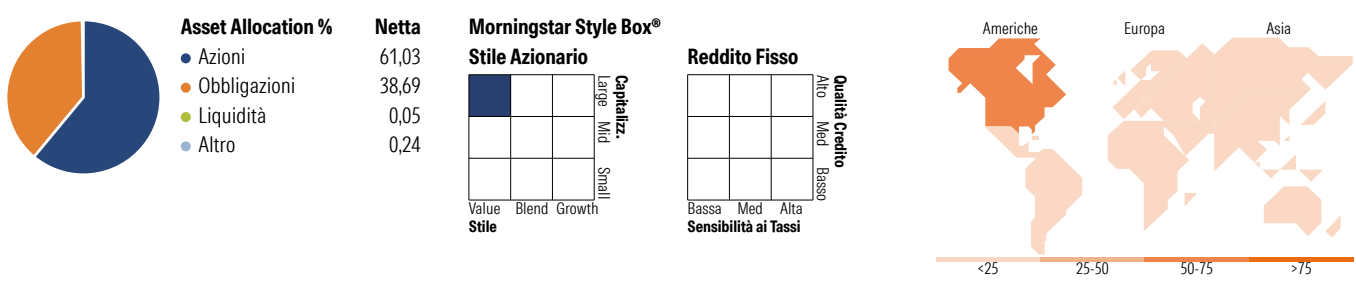 Asset Allocation % Netta
Azioni 61,03
Obbligazioni 38,69
Liquidità 0,05
Altro 0,24
Morningstar Style Box®
Stile Azionario
Large Mid Small
Capitalizz.
Value Blend Growth
Stile
Reddito Fisso
Alto Med Basso
Qualità Credito
Bassa Med Alta
Sensibilità ai Tassi
Americhe Europa Asia
<25 25-50 50-75 >75